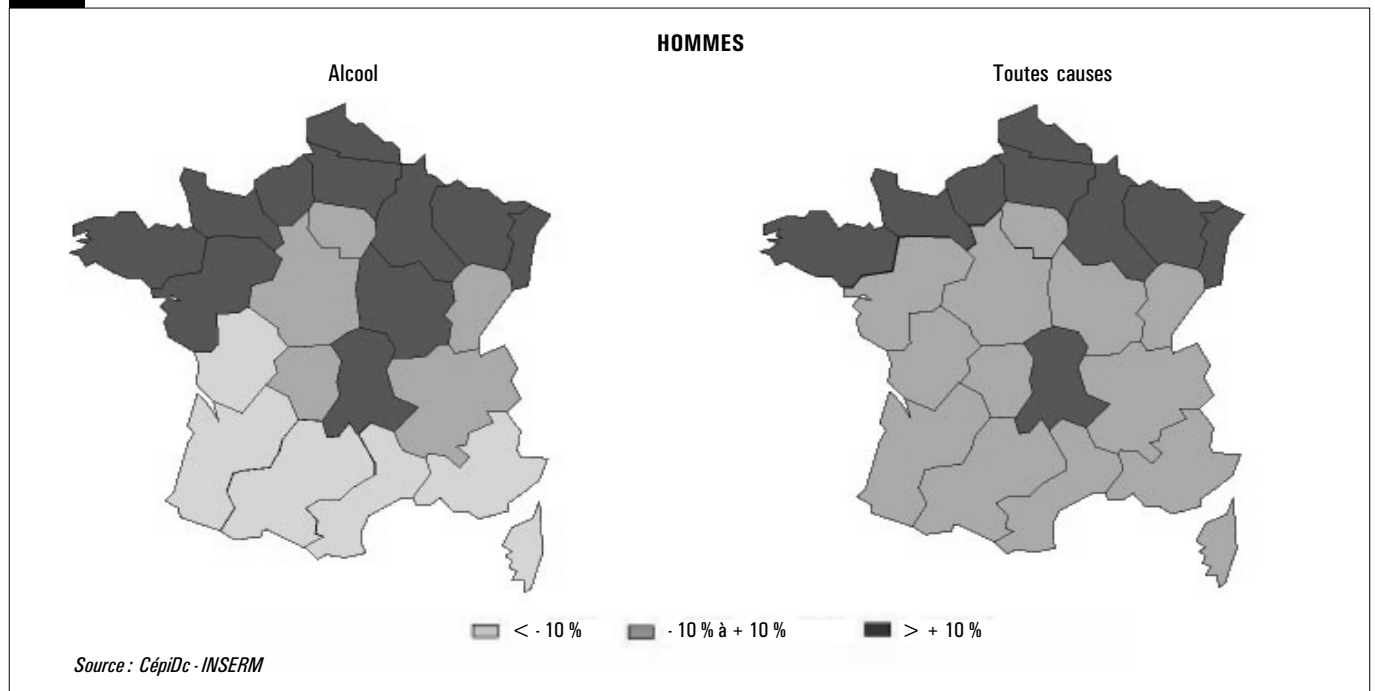 HOMMES
Alcool
Toutes causes
< - 10 % - 10 % à + 10 % > + 10 %
Source : CépiDc - INSERM